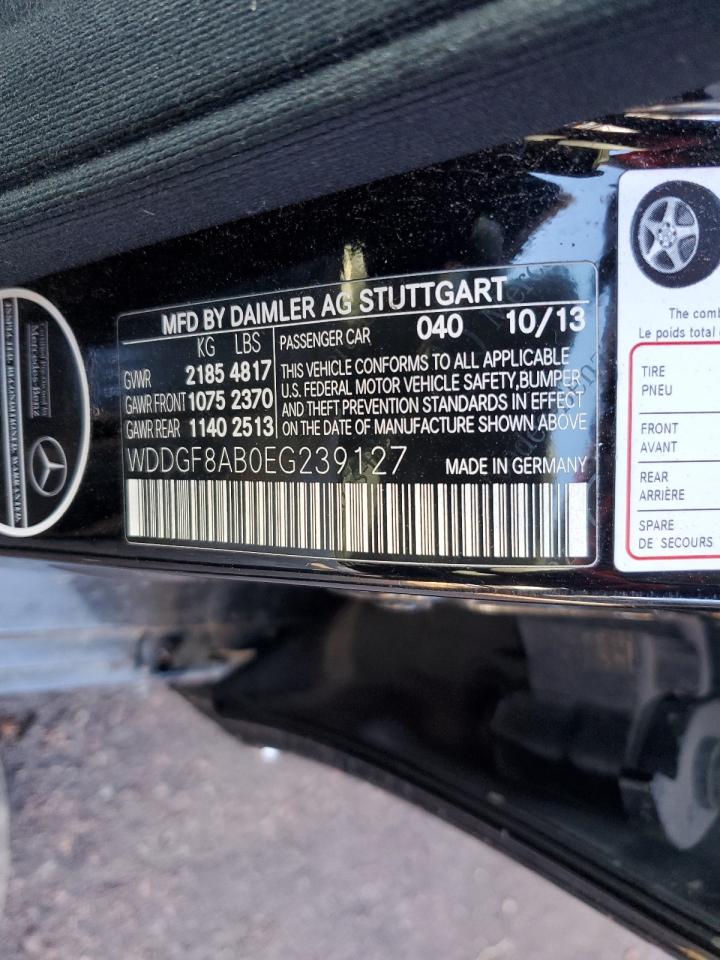 MFD BY DAIMLER AG STUTTGART
KG LBS
GVWR 2185 4817
GAWR FRONT 1075 2370
GAWR REAR 1140 2513
PASSENGER CAR 040 10/13
THIS VEHICLE CONFORMS TO ALL APPLICABLE
U.S. FEDERAL MOTOR VEHICLE SAFETY,BUMPER
AND THEFT PREVENTION STANDARDS IN EFFECT
ON DATE OF MANUFACTURE SHOWN ABOVE
WDDGF8AB0EG239127 MADE IN GERMANY
The comb
Le poids total
TIRE
PNEU
FRONT
AVANT
REAR
ARRIÈRE
SPARE
DE SECOURS
Mercedes-Benz